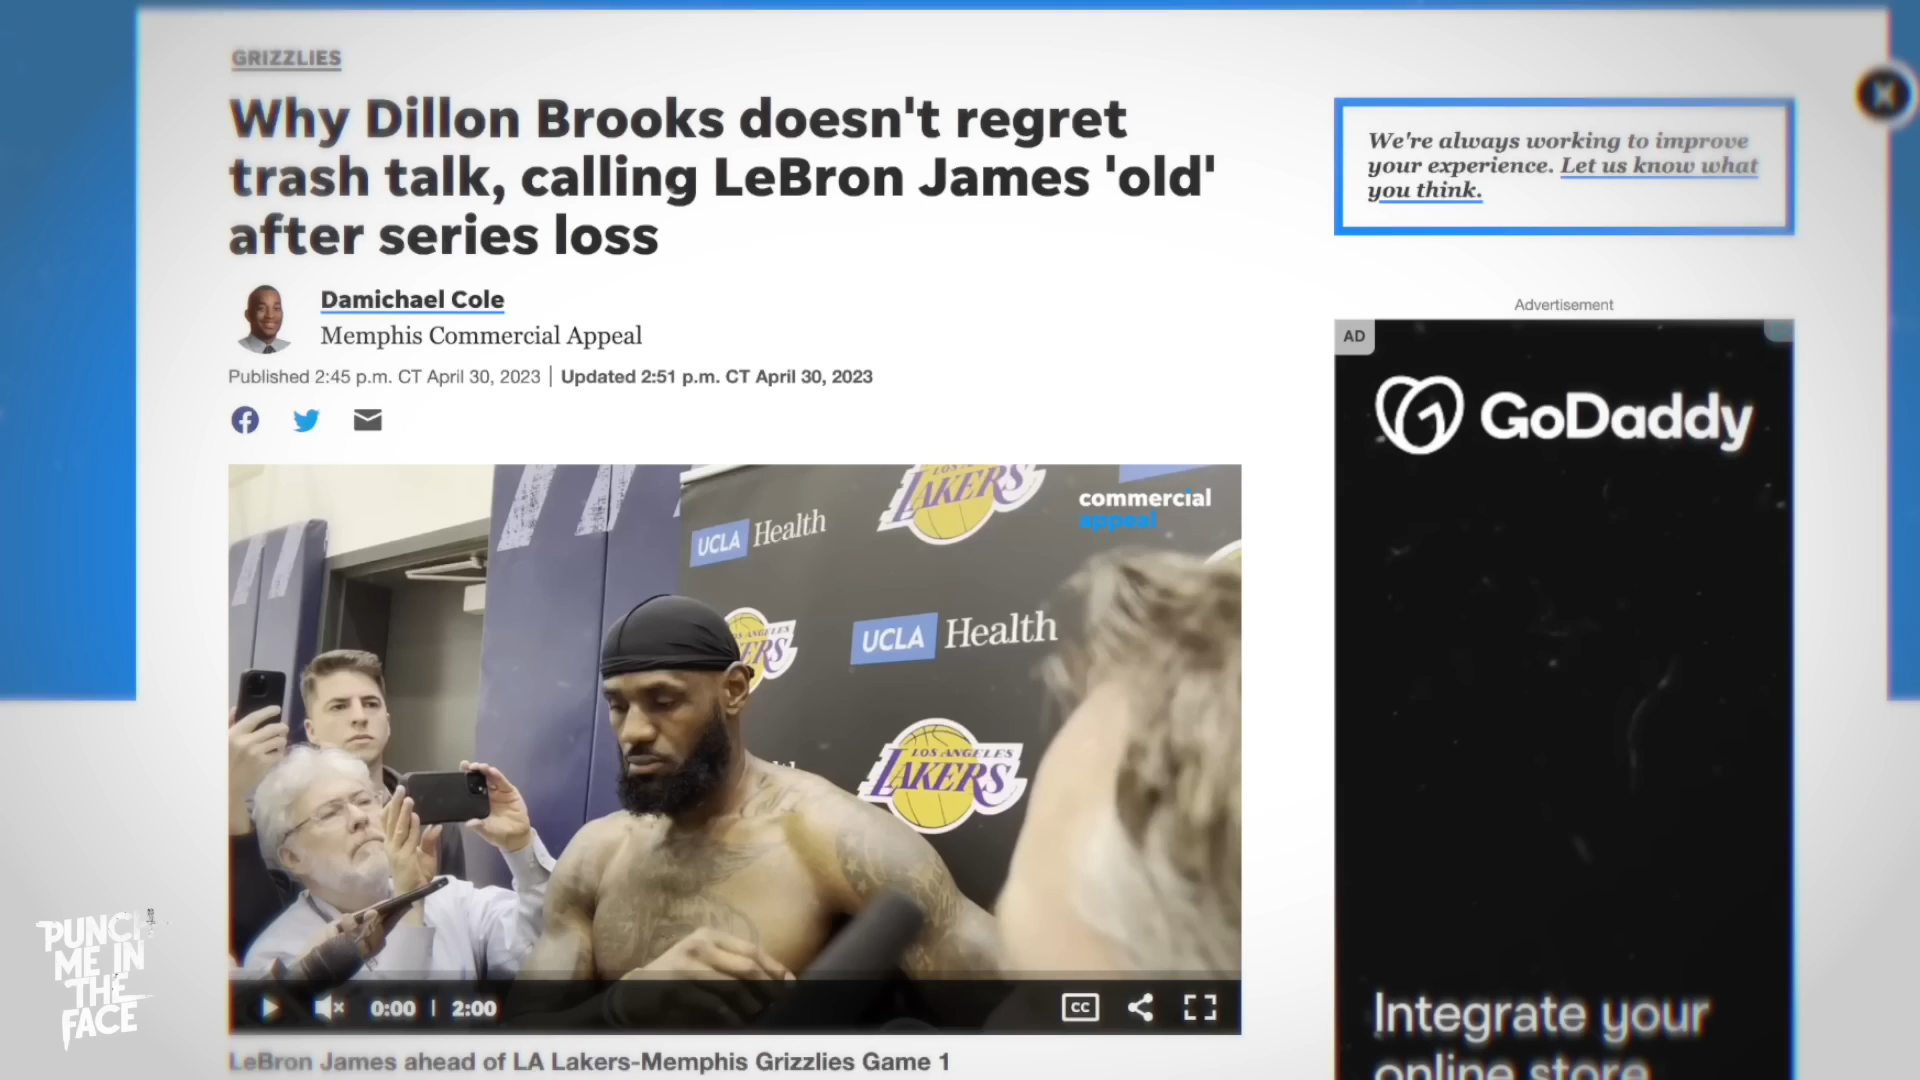 GRIZZLIES
Why Dillon Brooks doesn't regret
trash talk, calling LeBron James 'old'
after series loss
Damichael Cole
Memphis Commercial Appeal
Published 2:45 p.m. CT April 30, 2023 | Updated 2:51 p.m. CT April 30, 2023
LOS ANGELES
LAKERS
commercial
appeal
UCLA Health
UCLA Health
LOS ANGELES
LAKERS
0:00 | 2:00
CC
LeBron James ahead of LA Lakers-Memphis Grizzlies Game 1
We're always working to improve
your experience. Let us know what
you think.
Advertisement
AD
GoDaddy
Integrate your
online store
X
PUNCH
ME IN
THE
FACE